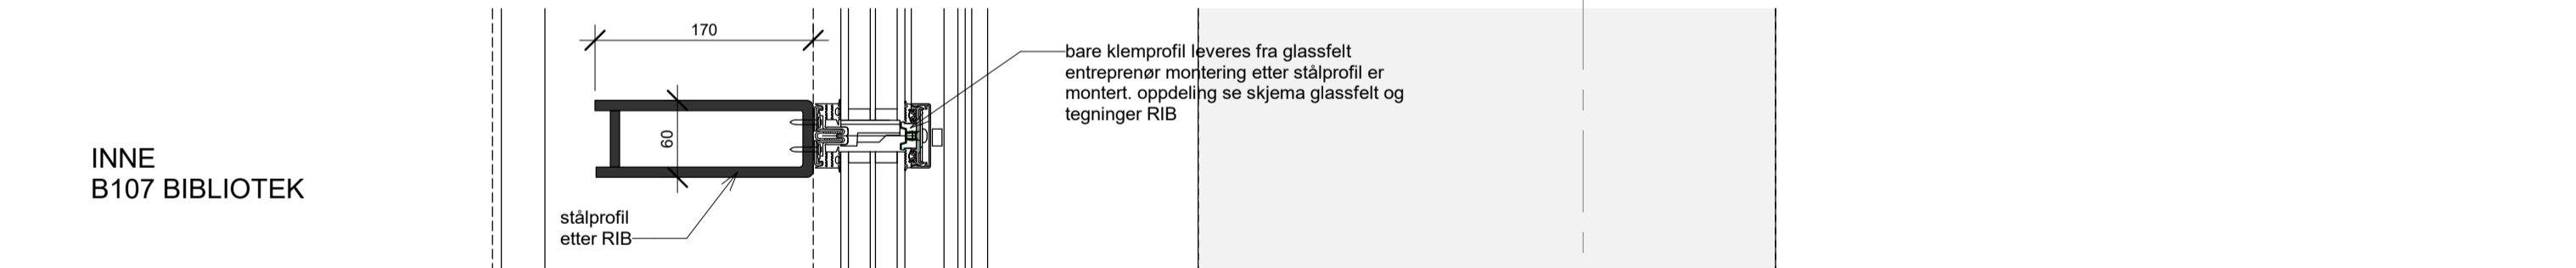 170
bare klemprofil leveres fra glassfelt
entreprenør montering etter stålprofil er
montert. oppdeling se skjema glassfelt og
tegninger RIB
60
INNE
B107 BIBLIOTEK
stålprofil
etter RIB